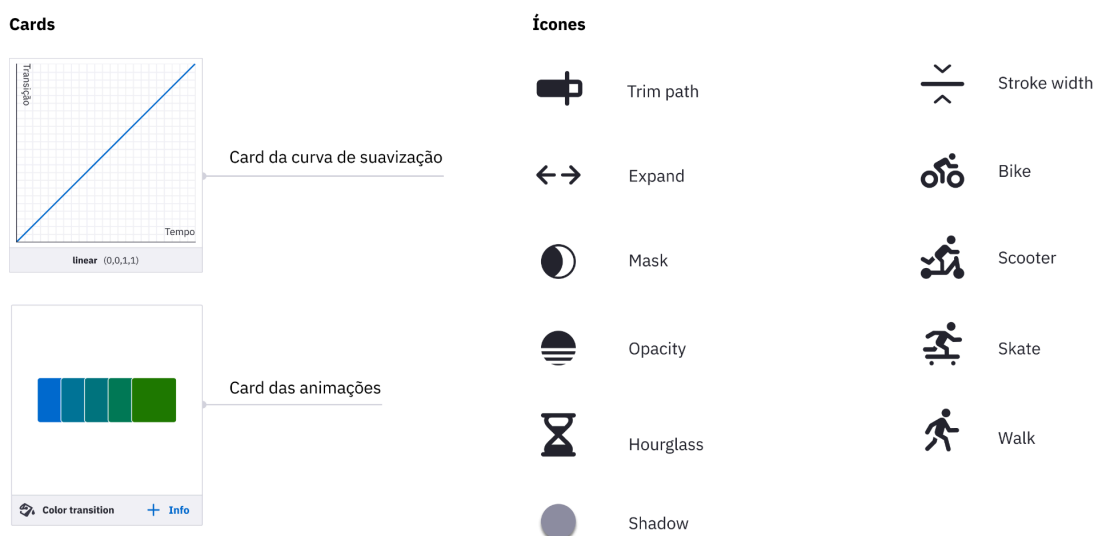 Cards
Transição
Tempo
linear (0,0,1,1)
Card da curva de suavização
Color transition
+ Info
Card das animações
Ícones
Trim path
Expand
Mask
Opacity
Hourglass
Shadow
Stroke width
Bike
Scooter
Skate
Walk